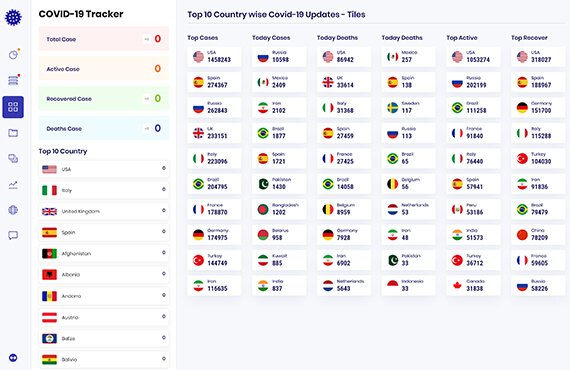 COVID-19 Tracker
Total Case +0 0
Active Case 0
Recovered Case +0 0
Deaths Case +0 0
Top 10 Country
USA 0
Italy 0
United Kingdom 0
Spain 0
Afghanistan 0
Albania 0
Andorra 0
Austria 0
Belize 0
Bolivia 0
Top 10 Country wise Covid-19 Updates - Tiles
Top Cases
USA
1458243
Spain
274367
Russia
262843
UK
233151
Italy
223096
Brazil
204795
France
178870
Germany
174975
Turkey
144749
Iran
116635
Today Cases
Russia
10598
Mexico
2409
Iran
2102
Brazil
1877
Spain
1721
Pakistan
1430
Bangladesh
1202
Belarus
958
Kuwait
885
India
837
Today Deaths
USA
86942
UK
33614
Italy
31368
Spain
27459
France
27425
Brazil
14058
Belgium
8959
Germany
7928
Iran
6902
Netherlands
5643
Today Deaths
Mexico
257
Spain
138
Sweden
117
Russia
113
Brazil
65
Belgium
56
Netherlands
53
Iran
48
Pakistan
33
Indonesia
33
Top Active
USA
1053274
Russia
202199
Brazil
111258
France
91840
Italy
76440
Spain
57941
Peru
53186
India
51573
Turkey
36712
Canada
31838
Top Recover
USA
318027
Spain
188967
Germany
151700
Italy
115288
Turkey
104030
Iran
91836
Brazil
79479
China
78209
France
59605
Russia
58226